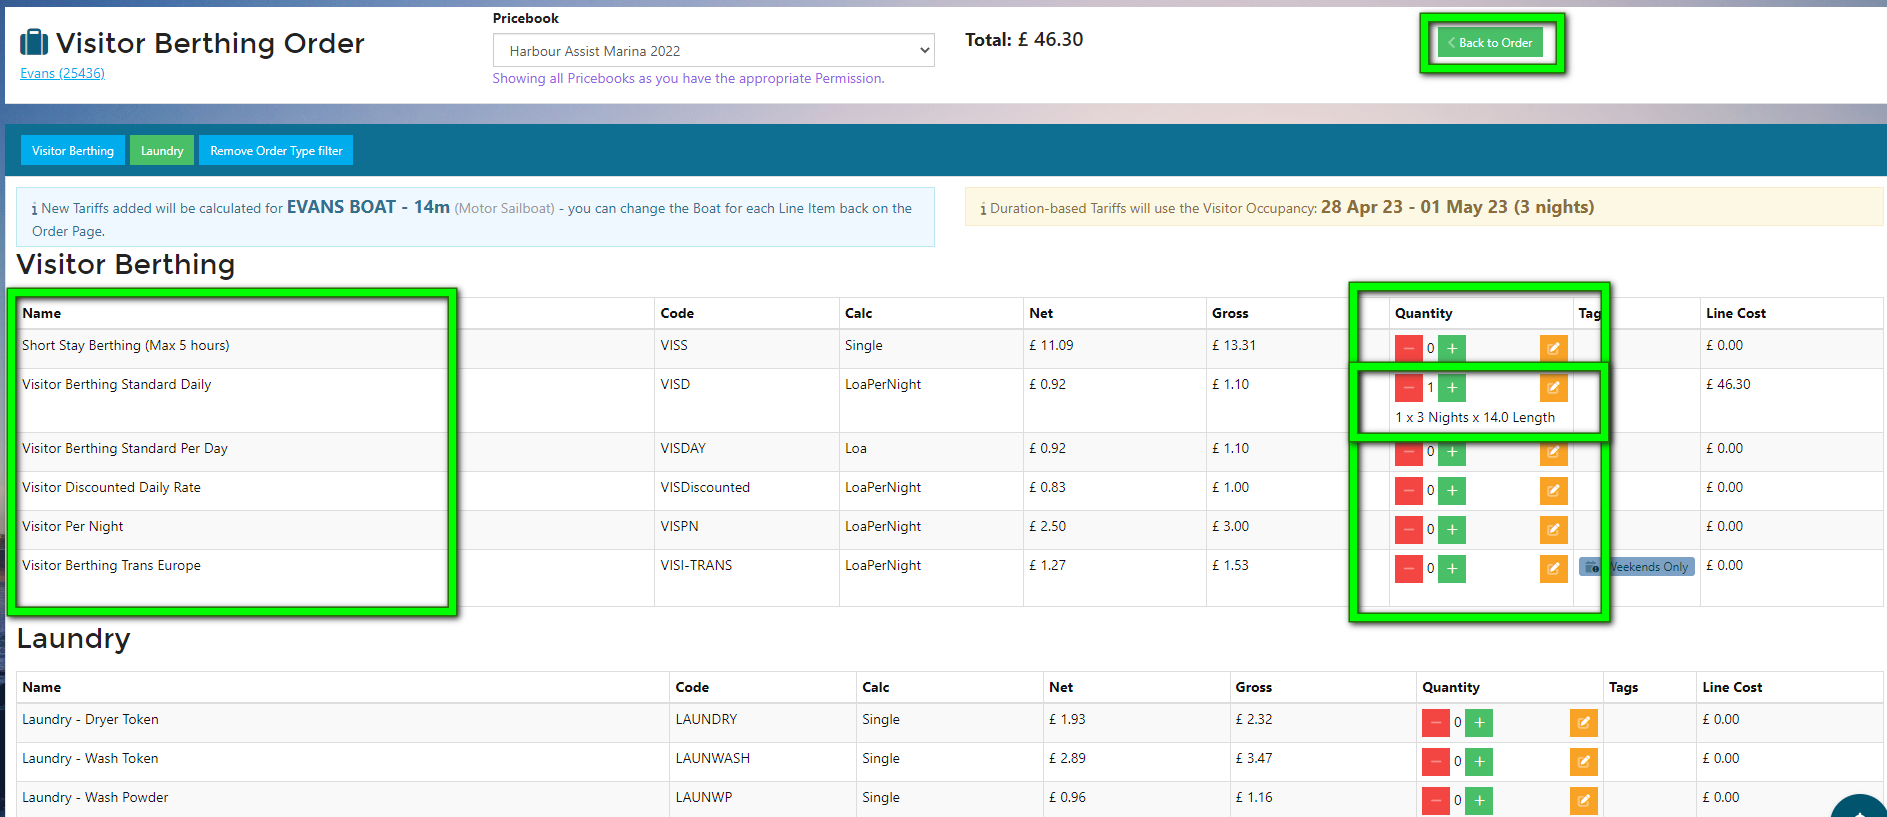 Visitor Berthing Order
Evans (25436)
Pricebook
Harbour Assist Marina 2022
Showing all Pricebooks as you have the appropriate Permission.
Total: £ 46.30
Back to Order
Visitor Berthing Laundry Remove Order Type filter
New Tariffs added will be calculated for EVANS BOAT - 14m (Motor Sailboat) - you can change the Boat for each Line Item back on the
Order Page.
Duration-based Tariffs will use the Visitor Occupancy: 28 Apr 23 - 01 May 23 (3 nights)
Visitor Berthing
Name Code Calc Net Gross Quantity Tag Line Cost
Short Stay Berthing (Max 5 hours) VISS Single £ 11.09 £ 13.31 − 0 + £ 0.00
Visitor Berthing Standard Daily VISD LoaPerNight £ 0.92 £ 1.10 − 1 + £ 46.30
1 x 3 Nights x 14.0 Length
Visitor Berthing Standard Per Day VISDAY Loa £ 0.92 £ 1.10 − 0 + £ 0.00
Visitor Discounted Daily Rate VISDiscounted LoaPerNight £ 0.83 £ 1.00 − 0 + £ 0.00
Visitor Per Night VISPN LoaPerNight £ 2.50 £ 3.00 − 0 + £ 0.00
Visitor Berthing Trans Europe VISI-TRANS LoaPerNight £ 1.27 £ 1.53 − 0 + Weekends Only £ 0.00
Laundry
Name Code Calc Net Gross Quantity Tags Line Cost
Laundry - Dryer Token LAUNDRY Single £ 1.93 £ 2.32 − 0 + £ 0.00
Laundry - Wash Token LAUNWASH Single £ 2.89 £ 3.47 − 0 + £ 0.00
Laundry - Wash Powder LAUNWP Single £ 0.96 £ 1.16 − 0 + £ 0.00